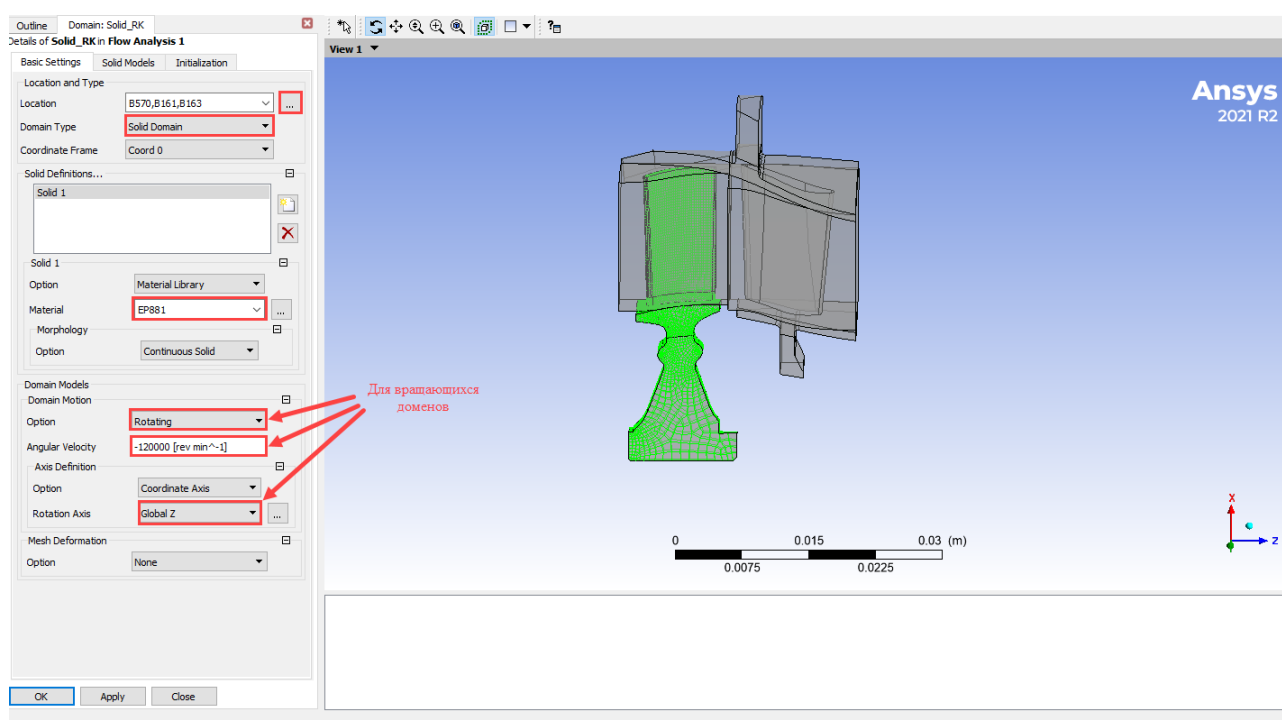 Outline Domain: Solid_RK
Details of Solid_RK in Flow Analysis 1
Basic Settings Solid Models Initialization
Location and Type
Location B570,B161,B163 ...
Domain Type Solid Domain
Coordinate Frame Coord 0
Solid Definitions...
Solid 1
Solid 1
Option Material Library
Material EP881 ...
Morphology
Option Continuous Solid
Domain Models
Domain Motion
Option Rotating
Angular Velocity -120000 [rev min^-1]
Axis Definition
Option Coordinate Axis
Rotation Axis Global Z ...
Mesh Deformation
Option None
OK Apply Close
Для вращающихся
доменов
View 1
Ansys
2021 R2
0 0.015 0.03 (m)
0.0075 0.0225
X
Z